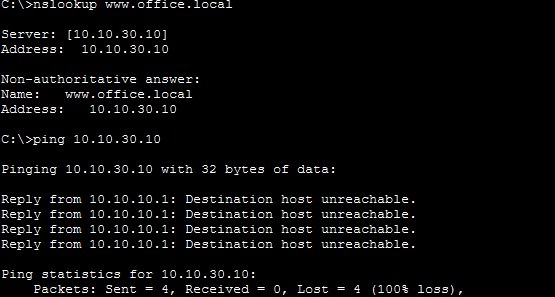 C:\>nslookup www.office.local
Server: [10.10.30.10]
Address:  10.10.30.10
Non-authoritative answer:
Name:   www.office.local
Address:   10.10.30.10
C:\>ping 10.10.30.10
Pinging 10.10.30.10 with 32 bytes of data:
Reply from 10.10.10.1: Destination host unreachable.
Reply from 10.10.10.1: Destination host unreachable.
Reply from 10.10.10.1: Destination host unreachable.
Reply from 10.10.10.1: Destination host unreachable.
Ping statistics for 10.10.30.10:
    Packets: Sent = 4, Received = 0, Lost = 4 (100% loss),